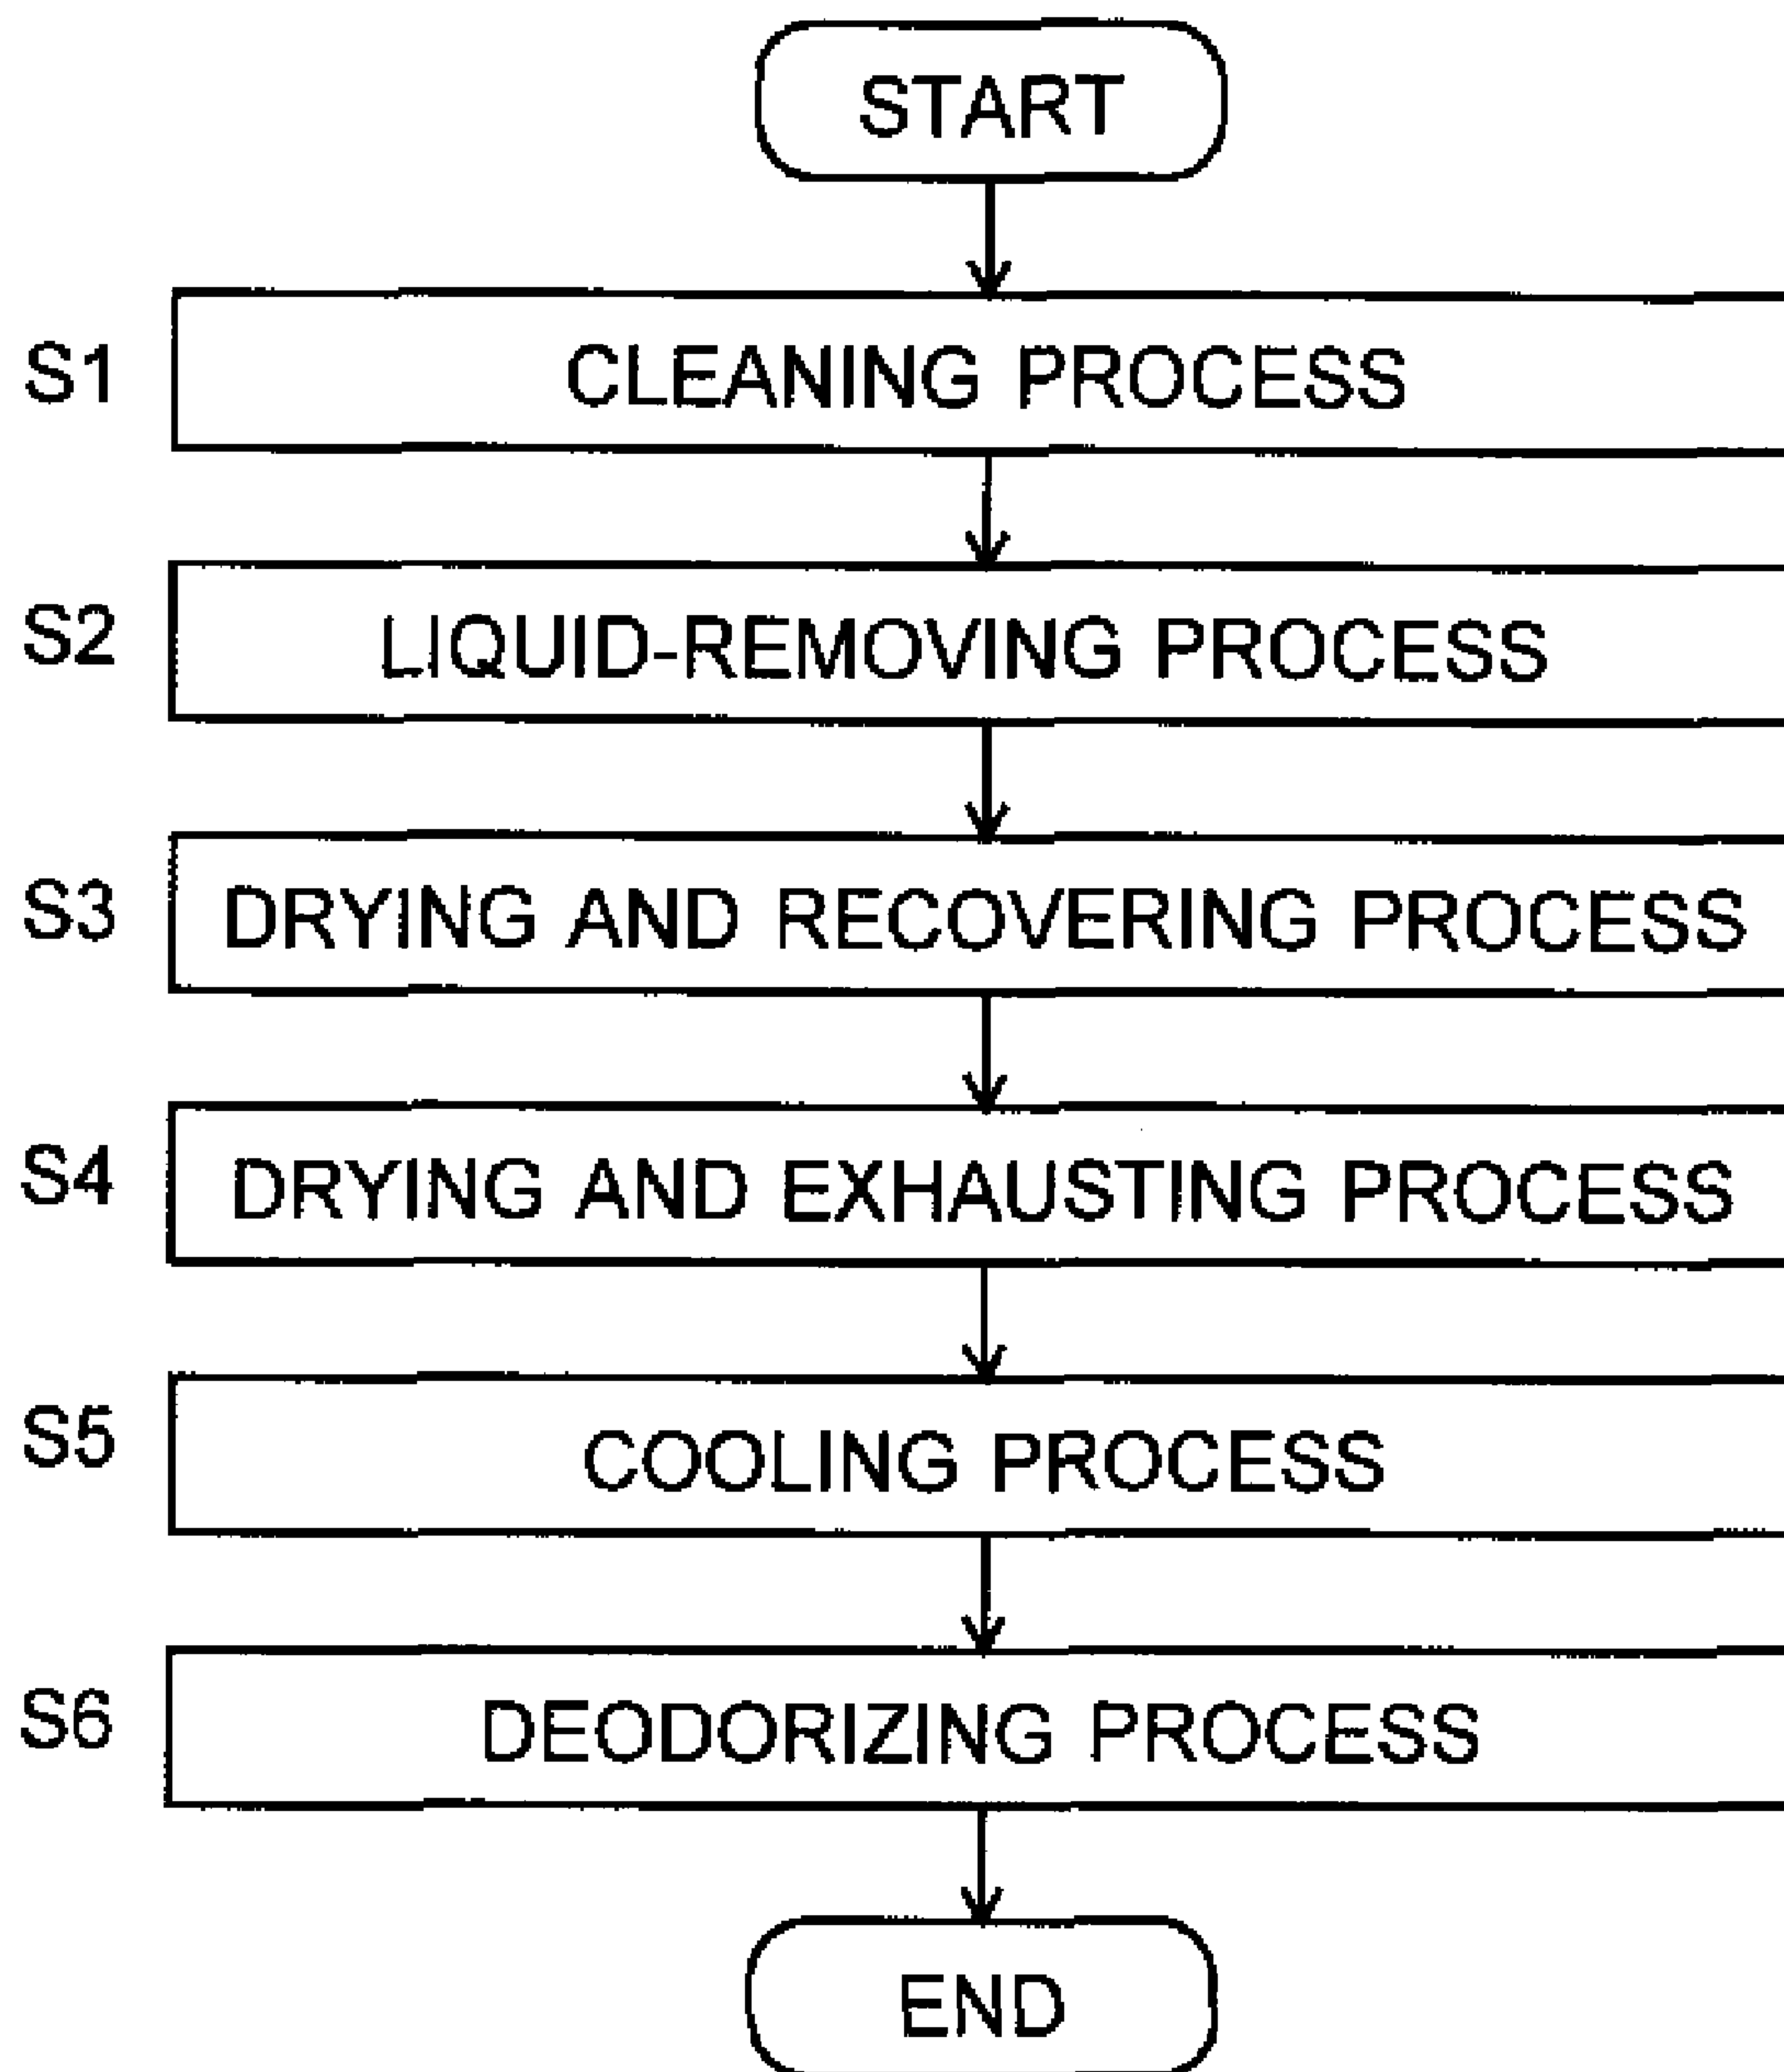 START
S1 CLEANING PROCESS
S2 LIQUID-REMOVING PROCESS
S3 DRYING AND RECOVERING PROCESS
S4 DRYING AND EXHAUSTING PROCESS
S5 COOLING PROCESS
S6 DEODORIZING PROCESS
END